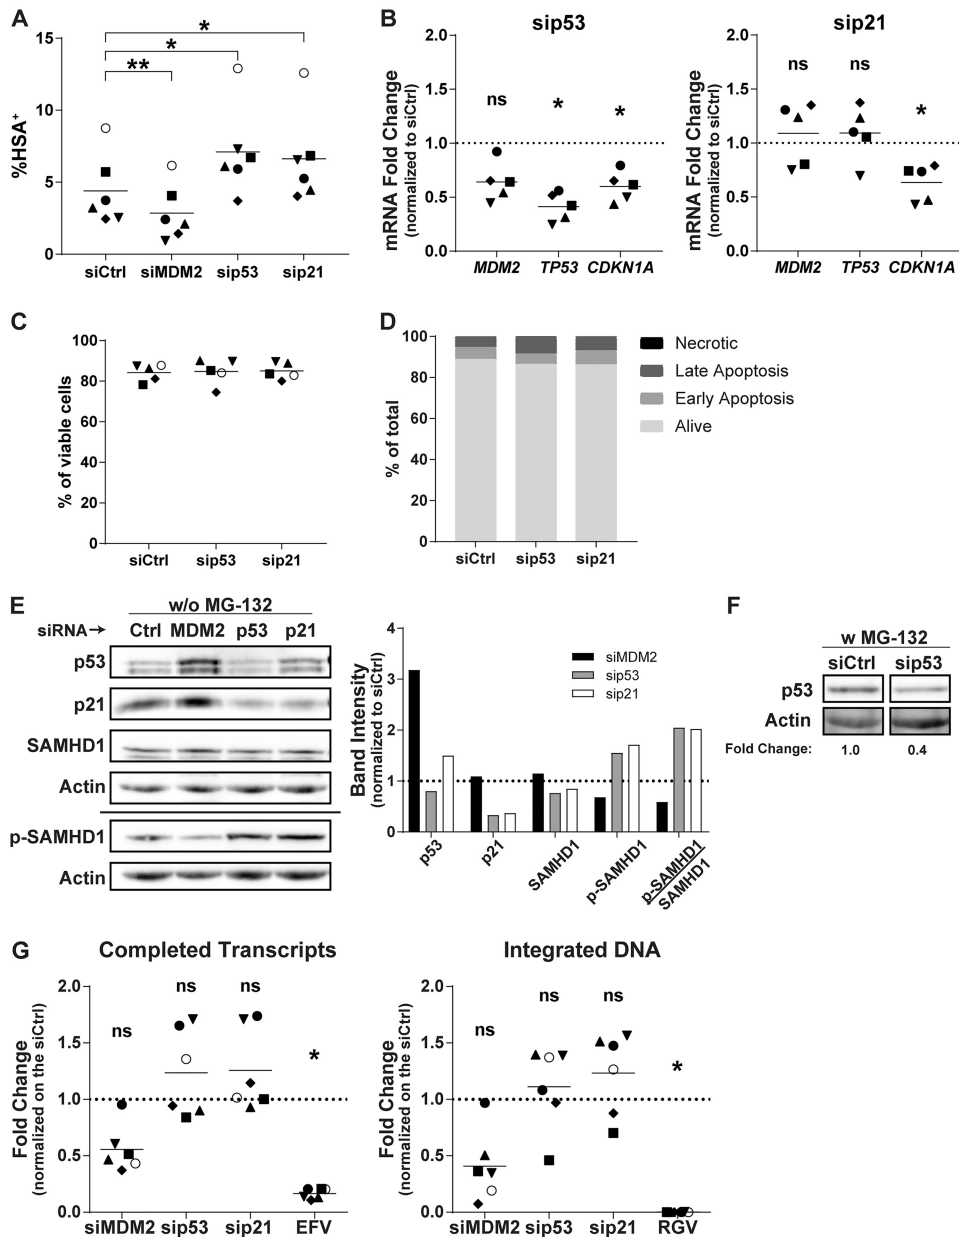 A
%HSA+
15
10
5
0
*
*
**
siCtrl siMDM2 sip53 sip21
B
sip53
mRNA Fold Change
(normalized to siCtrl)
2.0
1.5
1.0
0.5
0.0
ns * *
MDM2 TP53 CDKN1A
sip21
mRNA Fold Change
(normalized to siCtrl)
2.0
1.5
1.0
0.5
0.0
ns ns *
MDM2 TP53 CDKN1A
C
% of viable cells
100
80
60
40
20
0
siCtrl sip53 sip21
D
% of total
100
80
60
40
20
0
siCtrl sip53 sip21
Necrotic
Late Apoptosis
Early Apoptosis
Alive
E
w/o MG-132
siRNA→ Ctrl MDM2 p53 p21
p53
p21
SAMHD1
Actin
p-SAMHD1
Actin
Band Intensity
(normalized to siCtrl)
4
3
2
1
0
siMDM2
sip53
sip21
p53
p21
SAMHD1
p-SAMHD1
p-SAMHD1
SAMHD1
F
w MG-132
siCtrl sip53
p53
Actin
Fold Change: 1.0 0.4
G
Completed Transcripts
Fold Change
(normalized on the siCtrl)
2.0
1.5
1.0
0.5
0.0
ns ns ns *
siMDM2 sip53 sip21 EFV
Integrated DNA
Fold Change
(normalized on the siCtrl)
2.0
1.5
1.0
0.5
0.0
ns ns ns *
siMDM2 sip53 sip21 RGV